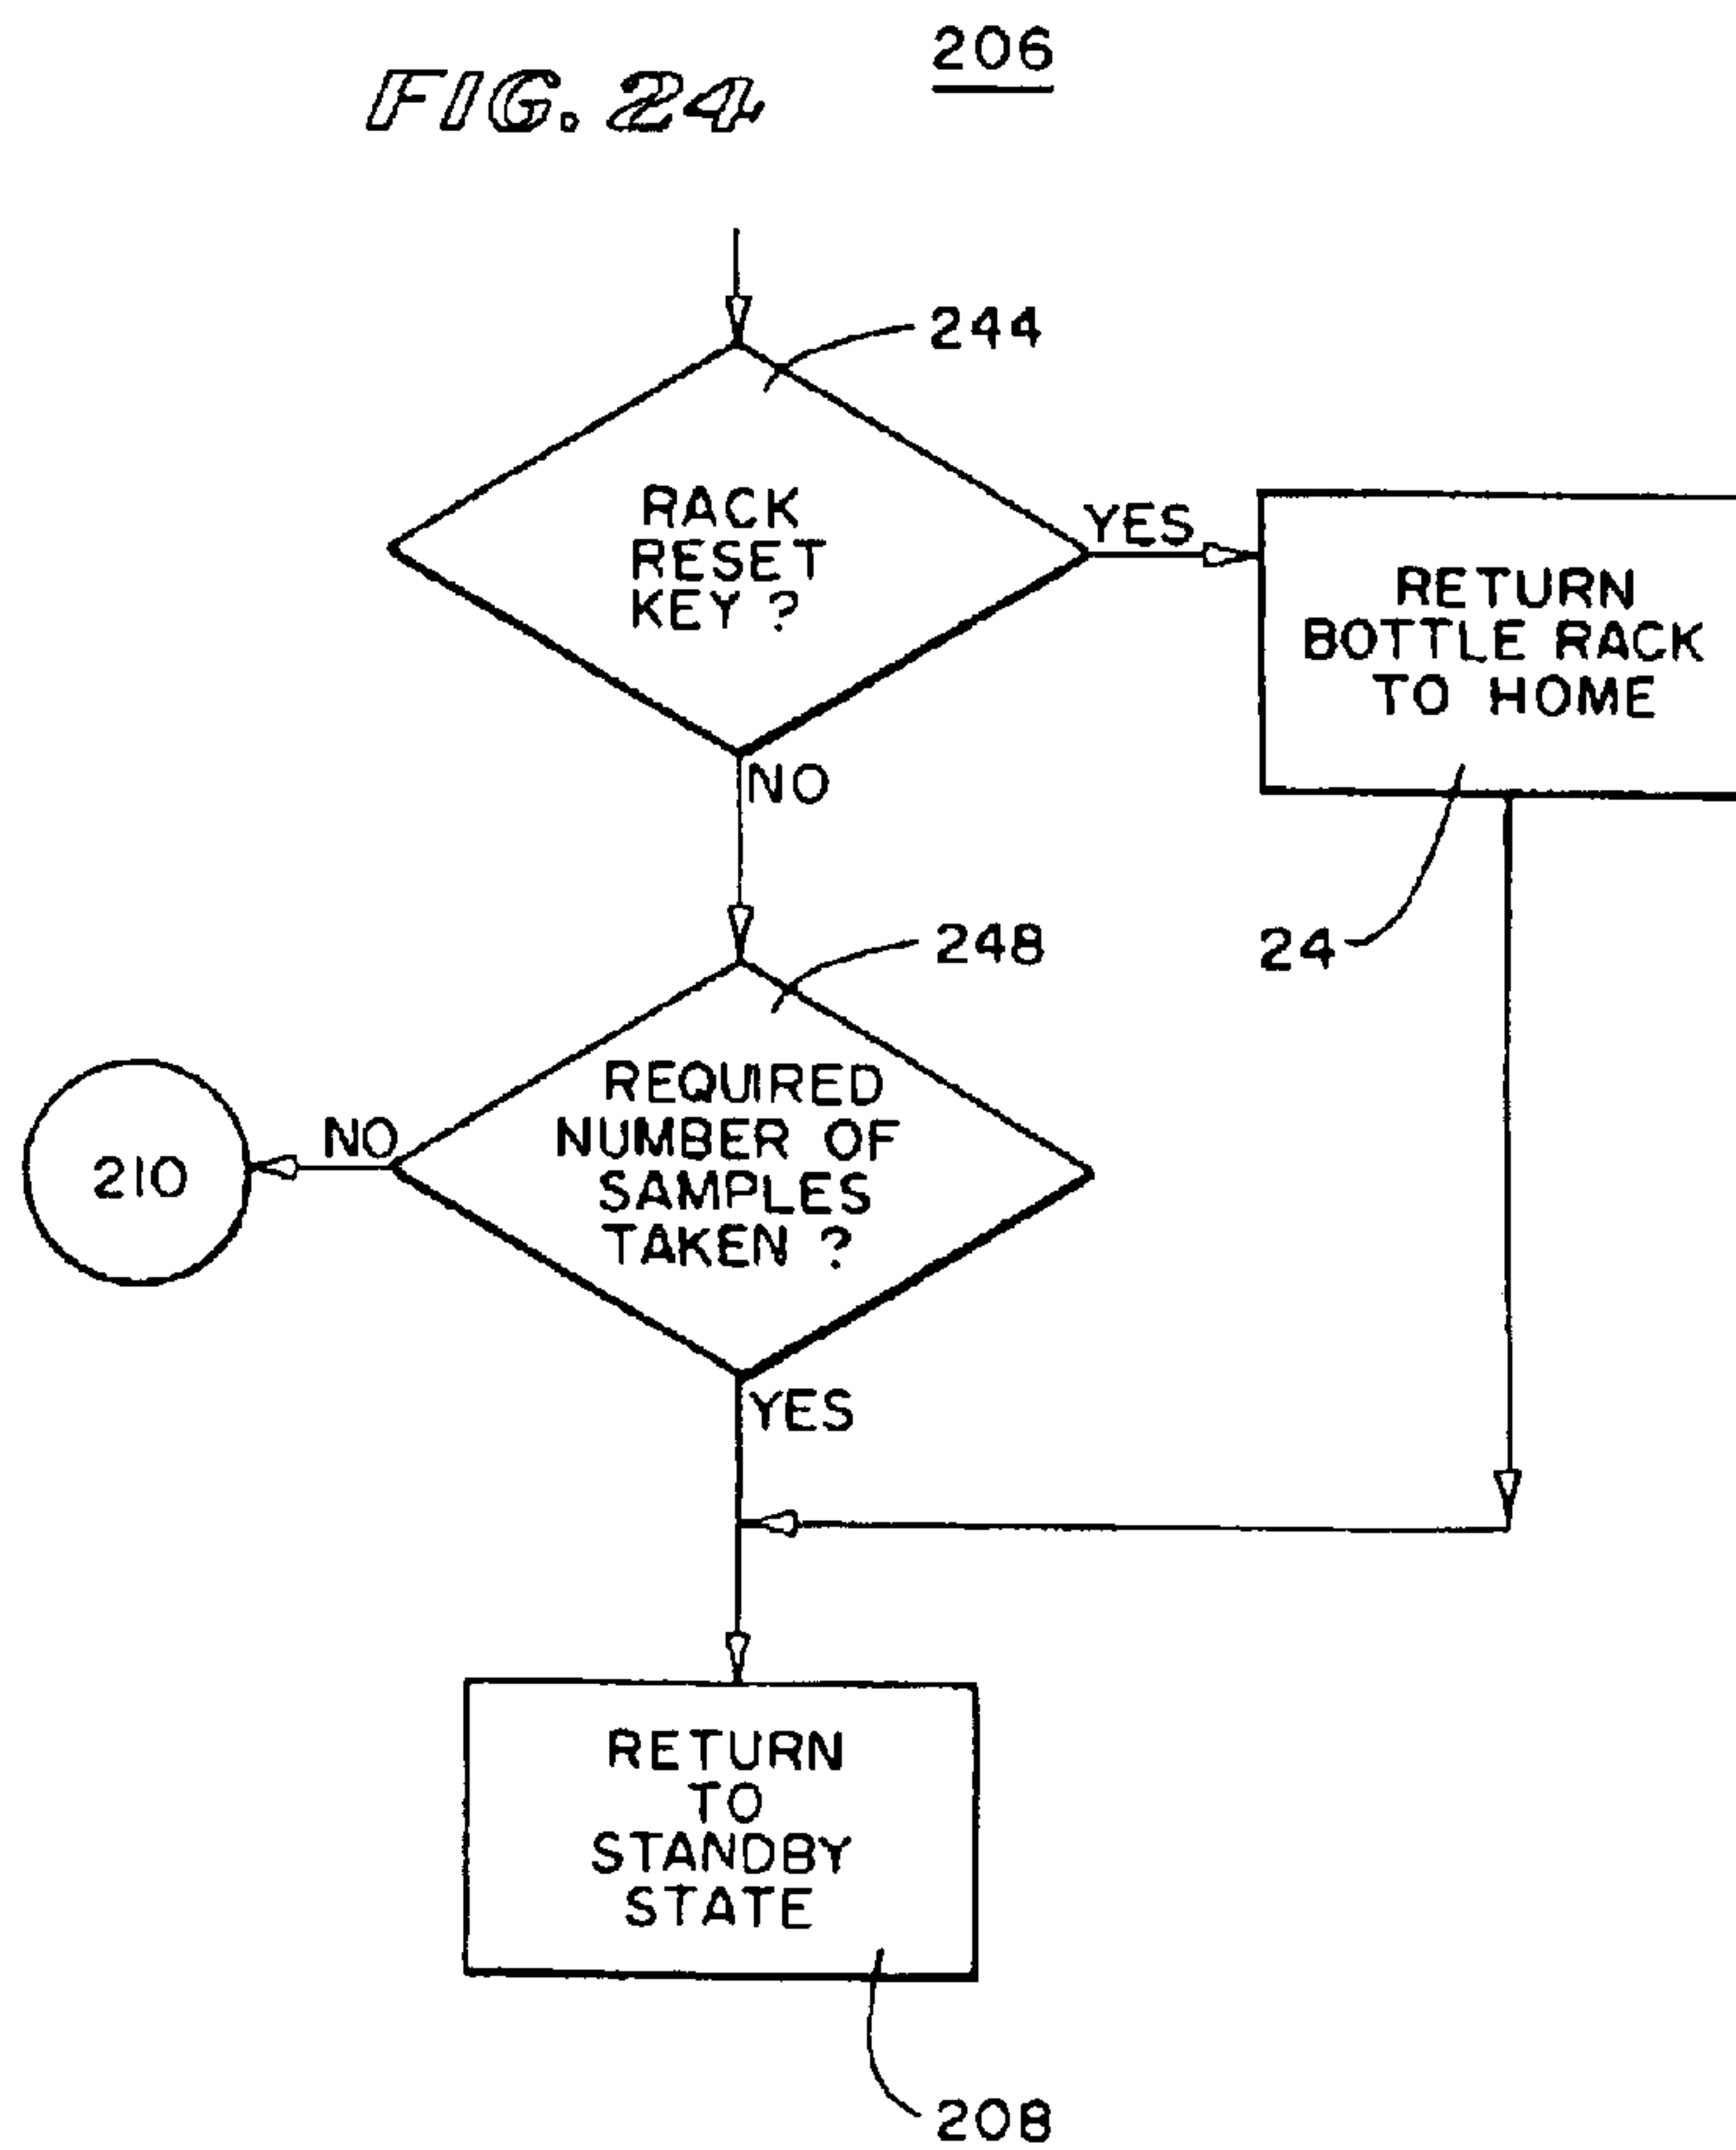 FIG. 24
206
244
RACK
RESET
KEY ?
YES
RETURN
BOTTLE RACK
TO HOME
NO
24
248
REQUIRED
NUMBER OF
SAMPLES
TAKEN ?
NO
210
YES
RETURN
TO
STANDBY
STATE
208